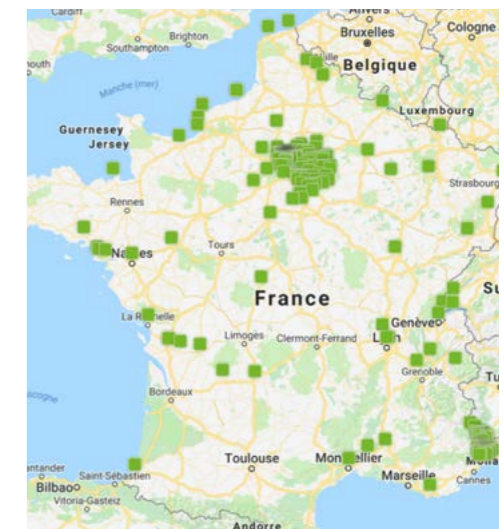 Cardiff
Brighton
Southampton
Anvers
Bruxelles
Cologne
Lille
Belgique
Manche (mer)
Luxembourg
Guernesey
Jersey
Strasbourg
Rennes
Nantes
Tours
France
Genève
La Rochelle
Limoges
Clermont-Ferrand
Lyon
Grenoble
Bordeaux
Toulouse
Montpellier
Marseille
Cannes
Saint-Sébastien
Bilbao
Vitoria-Gasteiz
Andorre